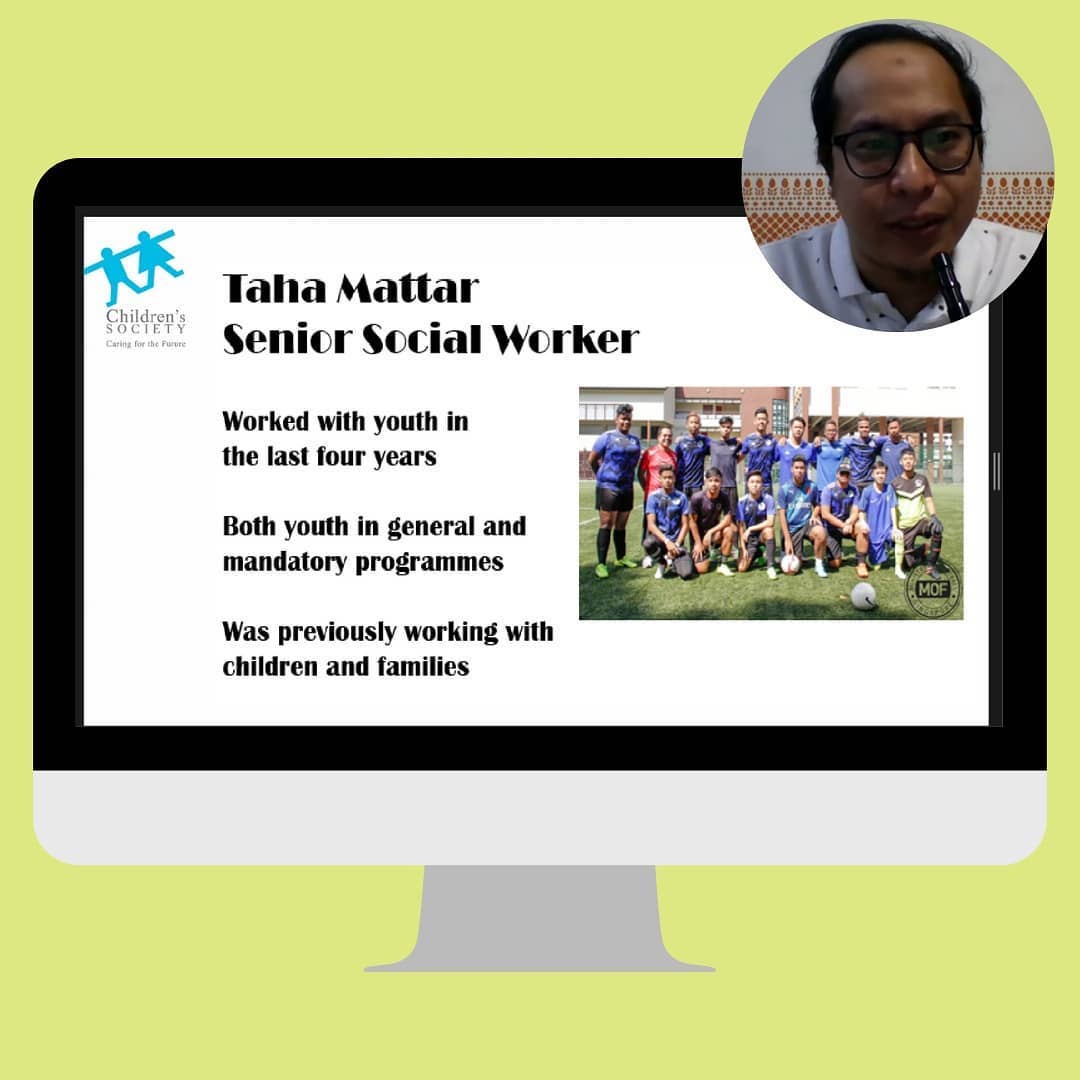 Children's
SOCIETY
Caring for the Future
Taha Mattar
Senior Social Worker
Worked with youth in
the last four years
Both youth in general and
mandatory programmes
Was previously working with
children and families
MOF